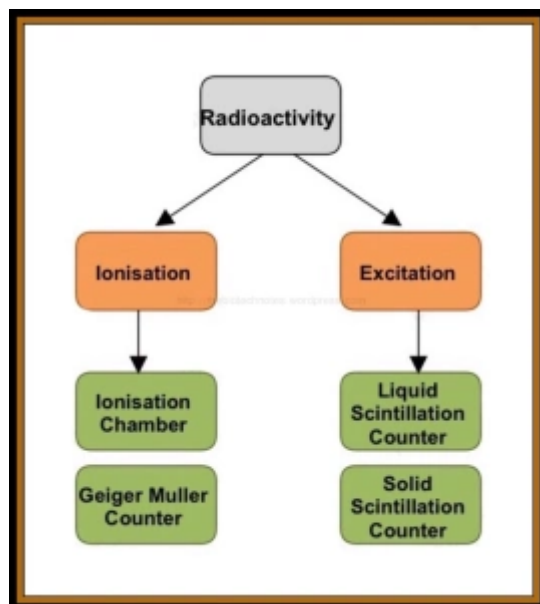 Radioactivity
Ionisation
Excitation
Ionisation
Chamber
Liquid
Scintillation
Counter
Geiger Muller
Counter
Solid
Scintillation
Counter